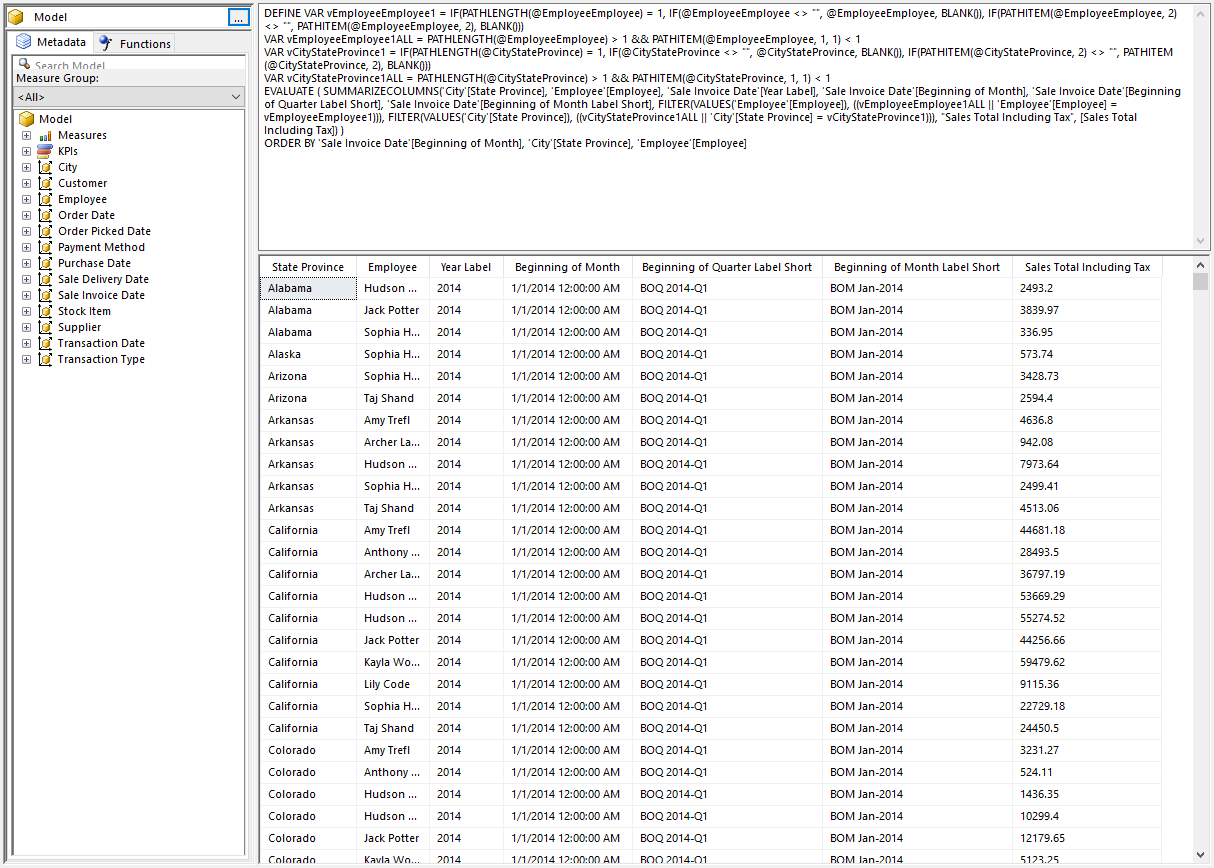 Model
...
Metadata
Functions
Search Model
Measure Group:
<All>
Model
Measures
KPIs
City
Customer
Employee
Order Date
Order Picked Date
Payment Method
Purchase Date
Sale Delivery Date
Sale Invoice Date
Stock Item
Supplier
Transaction Date
Transaction Type
DEFINE VAR vEmployeeEmployee1 = IF(PATHLENGTH(@EmployeeEmployee) = 1, IF(@EmployeeEmployee <> "", @EmployeeEmployee, BLANK()), IF(PATHITEM(@EmployeeEmployee, 2)
<> "", PATHITEM(@EmployeeEmployee, 2), BLANK()))
VAR vEmployeeEmployee1ALL = PATHLENGTH(@EmployeeEmployee) > 1 && PATHITEM(@EmployeeEmployee, 1, 1) < 1
VAR vCityStateProvince1 = IF(PATHLENGTH(@CityStateProvince) = 1, IF(@CityStateProvince <> "", @CityStateProvince, BLANK()), IF(PATHITEM(@CityStateProvince, 2) <> "", PATHITEM
(@CityStateProvince, 2), BLANK()))
VAR vCityStateProvince1ALL = PATHLENGTH(@CityStateProvince) > 1 && PATHITEM(@CityStateProvince, 1, 1) < 1
EVALUATE ( SUMMARIZECOLUMNS('City'[State Province], 'Employee'[Employee], 'Sale Invoice Date'[Year Label], 'Sale Invoice Date'[Beginning of Month], 'Sale Invoice Date'[Beginning
of Quarter Label Short], 'Sale Invoice Date'[Beginning of Month Label Short], FILTER(VALUES('Employee'[Employee]), ((vEmployeeEmployee1ALL || 'Employee'[Employee] =
vEmployeeEmployee1))), FILTER(VALUES('City'[State Province]), ((vCityStateProvince1ALL || 'City'[State Province] = vCityStateProvince1))), "Sales Total Including Tax", [Sales Total
Including Tax]) )
ORDER BY 'Sale Invoice Date'[Beginning of Month], 'City'[State Province], 'Employee'[Employee]
State Province Employee Year Label Beginning of Month Beginning of Quarter Label Short Beginning of Month Label Short Sales Total Including Tax
Alabama Hudson ... 2014 1/1/2014 12:00:00 AM BOQ 2014-Q1 BOM Jan-2014 2493.2
Alabama Jack Potter 2014 1/1/2014 12:00:00 AM BOQ 2014-Q1 BOM Jan-2014 3839.97
Alabama Sophia H... 2014 1/1/2014 12:00:00 AM BOQ 2014-Q1 BOM Jan-2014 336.95
Alaska Sophia H... 2014 1/1/2014 12:00:00 AM BOQ 2014-Q1 BOM Jan-2014 573.74
Arizona Sophia H... 2014 1/1/2014 12:00:00 AM BOQ 2014-Q1 BOM Jan-2014 3428.73
Arizona Taj Shand 2014 1/1/2014 12:00:00 AM BOQ 2014-Q1 BOM Jan-2014 2594.4
Arkansas Amy Trefl 2014 1/1/2014 12:00:00 AM BOQ 2014-Q1 BOM Jan-2014 4636.8
Arkansas Archer La... 2014 1/1/2014 12:00:00 AM BOQ 2014-Q1 BOM Jan-2014 942.08
Arkansas Hudson ... 2014 1/1/2014 12:00:00 AM BOQ 2014-Q1 BOM Jan-2014 7973.64
Arkansas Sophia H... 2014 1/1/2014 12:00:00 AM BOQ 2014-Q1 BOM Jan-2014 2499.41
Arkansas Taj Shand 2014 1/1/2014 12:00:00 AM BOQ 2014-Q1 BOM Jan-2014 4513.06
California Amy Trefl 2014 1/1/2014 12:00:00 AM BOQ 2014-Q1 BOM Jan-2014 44681.18
California Anthony ... 2014 1/1/2014 12:00:00 AM BOQ 2014-Q1 BOM Jan-2014 28493.5
California Archer La... 2014 1/1/2014 12:00:00 AM BOQ 2014-Q1 BOM Jan-2014 36797.19
California Hudson ... 2014 1/1/2014 12:00:00 AM BOQ 2014-Q1 BOM Jan-2014 53669.29
California Hudson ... 2014 1/1/2014 12:00:00 AM BOQ 2014-Q1 BOM Jan-2014 55274.52
California Jack Potter 2014 1/1/2014 12:00:00 AM BOQ 2014-Q1 BOM Jan-2014 44256.66
California Kayla Wo... 2014 1/1/2014 12:00:00 AM BOQ 2014-Q1 BOM Jan-2014 59479.62
California Lily Code 2014 1/1/2014 12:00:00 AM BOQ 2014-Q1 BOM Jan-2014 9115.36
California Sophia H... 2014 1/1/2014 12:00:00 AM BOQ 2014-Q1 BOM Jan-2014 22729.18
California Taj Shand 2014 1/1/2014 12:00:00 AM BOQ 2014-Q1 BOM Jan-2014 24450.5
Colorado Amy Trefl 2014 1/1/2014 12:00:00 AM BOQ 2014-Q1 BOM Jan-2014 3231.27
Colorado Anthony ... 2014 1/1/2014 12:00:00 AM BOQ 2014-Q1 BOM Jan-2014 524.11
Colorado Hudson ... 2014 1/1/2014 12:00:00 AM BOQ 2014-Q1 BOM Jan-2014 1436.35
Colorado Hudson ... 2014 1/1/2014 12:00:00 AM BOQ 2014-Q1 BOM Jan-2014 10299.4
Colorado Jack Potter 2014 1/1/2014 12:00:00 AM BOQ 2014-Q1 BOM Jan-2014 12179.65
Colorado Kayla Wo... 2014 1/1/2014 12:00:00 AM BOQ 2014-Q1 BOM Jan-2014 5123.25